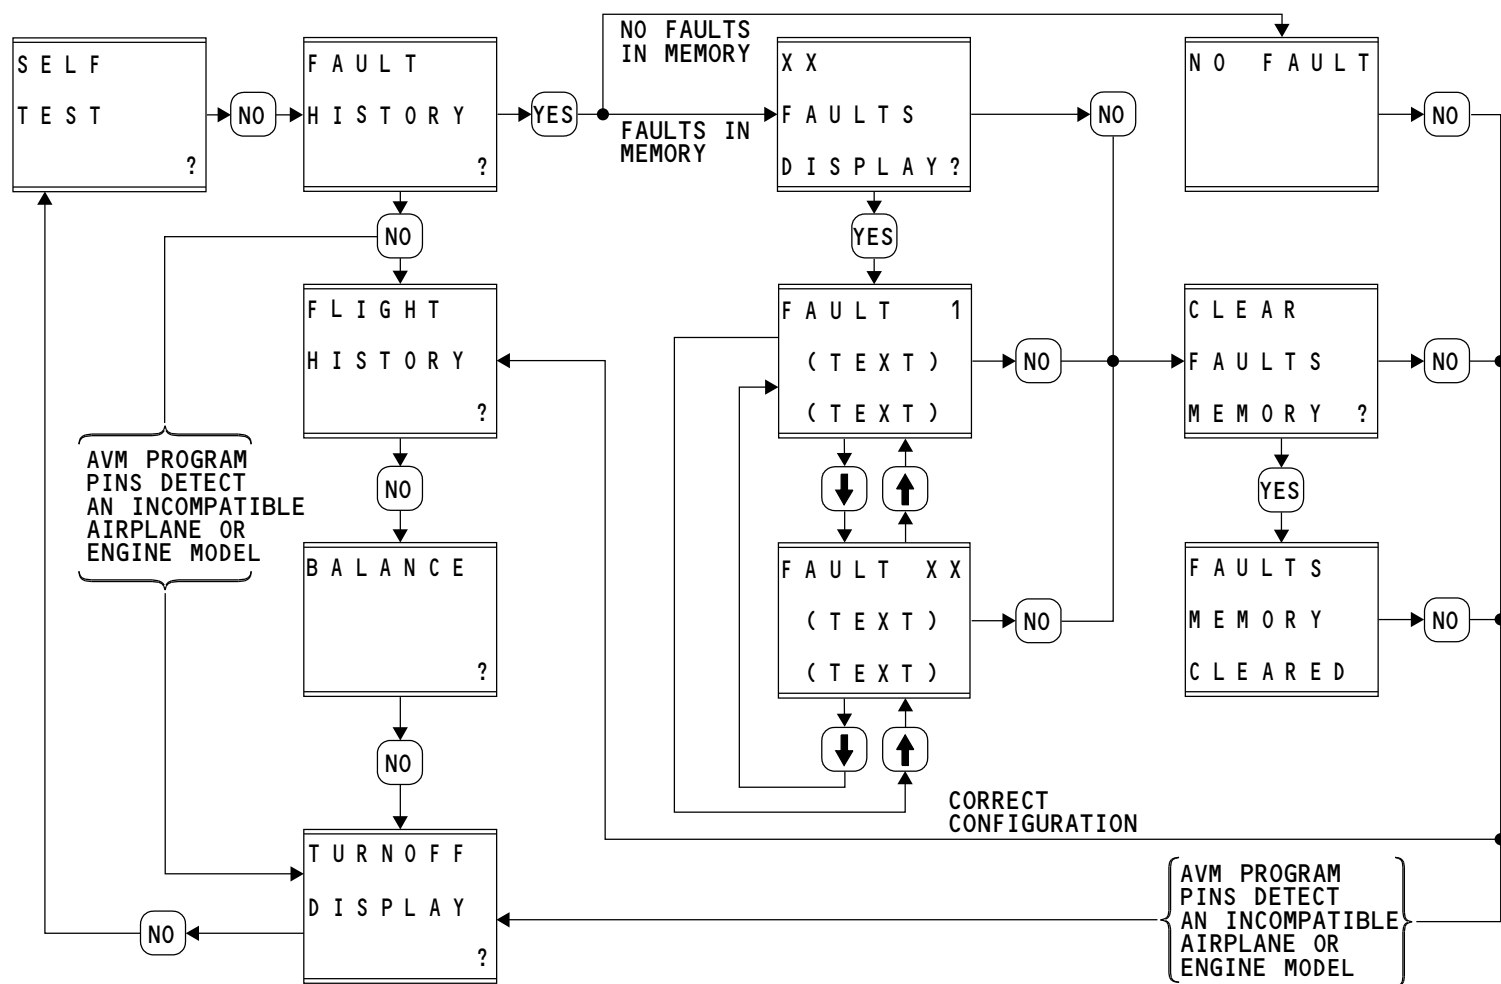 SELF
TEST
?
NO
FAULT
HISTORY
?
YES
NO FAULTS
IN MEMORY
FAULTS IN
MEMORY
XX
FAULTS
DISPLAY?
NO
NO FAULT
NO
NO
YES
FLIGHT
HISTORY
?
FAULT 1
(TEXT)
(TEXT)
NO
CLEAR
FAULTS
MEMORY ?
NO
AVM PROGRAM
PINS DETECT
AN INCOMPATIBLE
AIRPLANE OR
ENGINE MODEL
NO
YES
BALANCE
?
FAULT XX
(TEXT)
(TEXT)
NO
FAULTS
MEMORY
CLEARED
NO
NO
CORRECT
CONFIGURATION
TURNOFF
DISPLAY
?
NO
AVM PROGRAM
PINS DETECT
AN INCOMPATIBLE
AIRPLANE OR
ENGINE MODEL